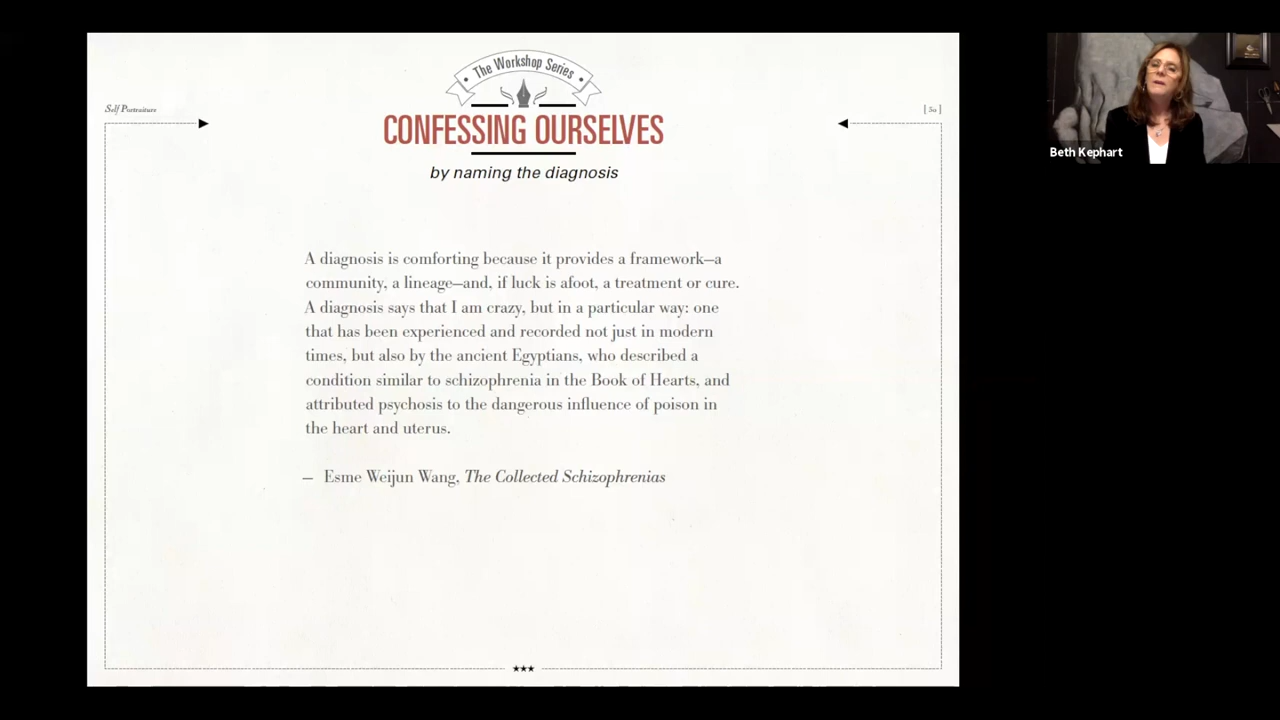 The Workshop Series
Self Portraiture
CONFESSING OURSELVES
by naming the diagnosis
A diagnosis is comforting because it provides a framework—a
community, a lineage—and, if luck is afoot, a treatment or cure.
A diagnosis says that I am crazy, but in a particular way: one
that has been experienced and recorded not just in modern
times, but also by the ancient Egyptians, who described a
condition similar to schizophrenia in the Book of Hearts, and
attributed psychosis to the dangerous influence of poison in
the heart and uterus.
— Esme Weijun Wang, The Collected Schizophrenias
Beth Kephart